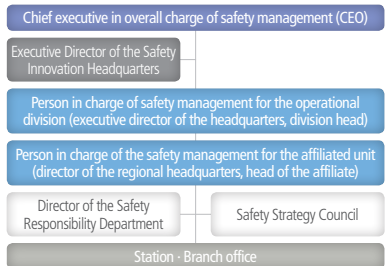 Chief executive in overall charge of safety management (CEO)
Executive Director of the Safety
Innovation Headquarters
Person in charge of safety management for the operational
division (executive director of the headquarters, division head)
Person in charge of the safety management for the affiliated unit
(director of the regional headquarters, head of the affiliate)
Director of the Safety
Responsibility Department
Safety Strategy Council
Station · Branch office